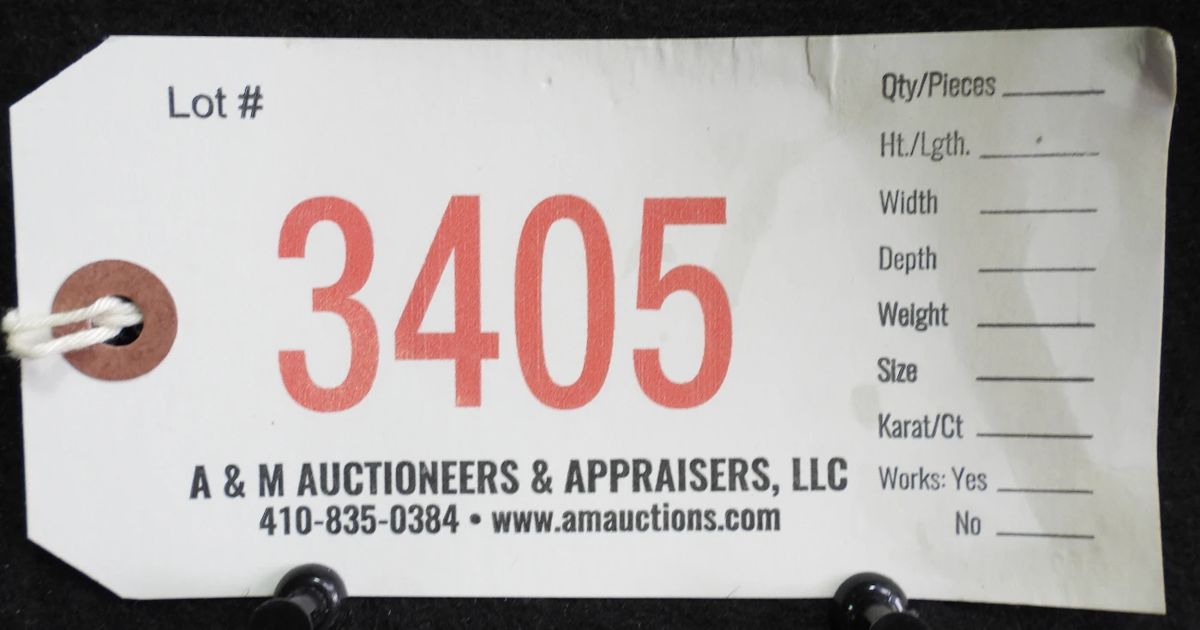 Lot #
3405
A & M AUCTIONEERS & APPRAISERS, LLC
410-835-0384 • www.amauctions.com
Qty/Pieces
Ht./Lgth.
Width
Depth
Weight
Size
Karat/Ct
Works: Yes
No